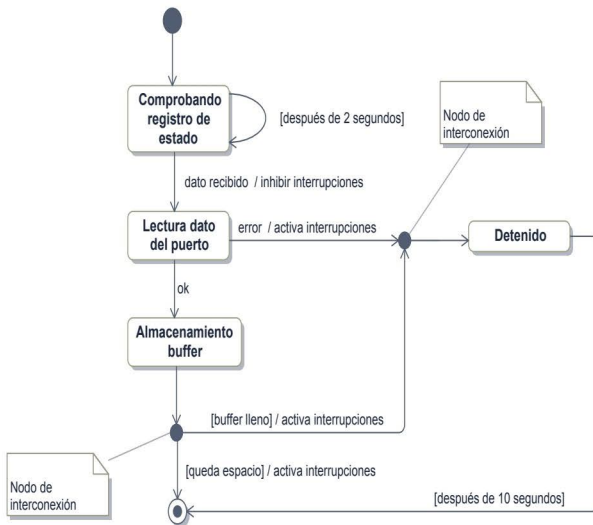 Comprobando
registro de
estado
[después de 2 segundos]
Nodo de
interconexión
dato recibido / inhibir interrupciones
Lectura dato
del puerto
error / activa interrupciones
Detenido
ok
Almacenamiento
buffer
[buffer lleno] / activa interrupciones
[queda espacio] / activa interrupciones
Nodo de
interconexión
[después de 10 segundos]